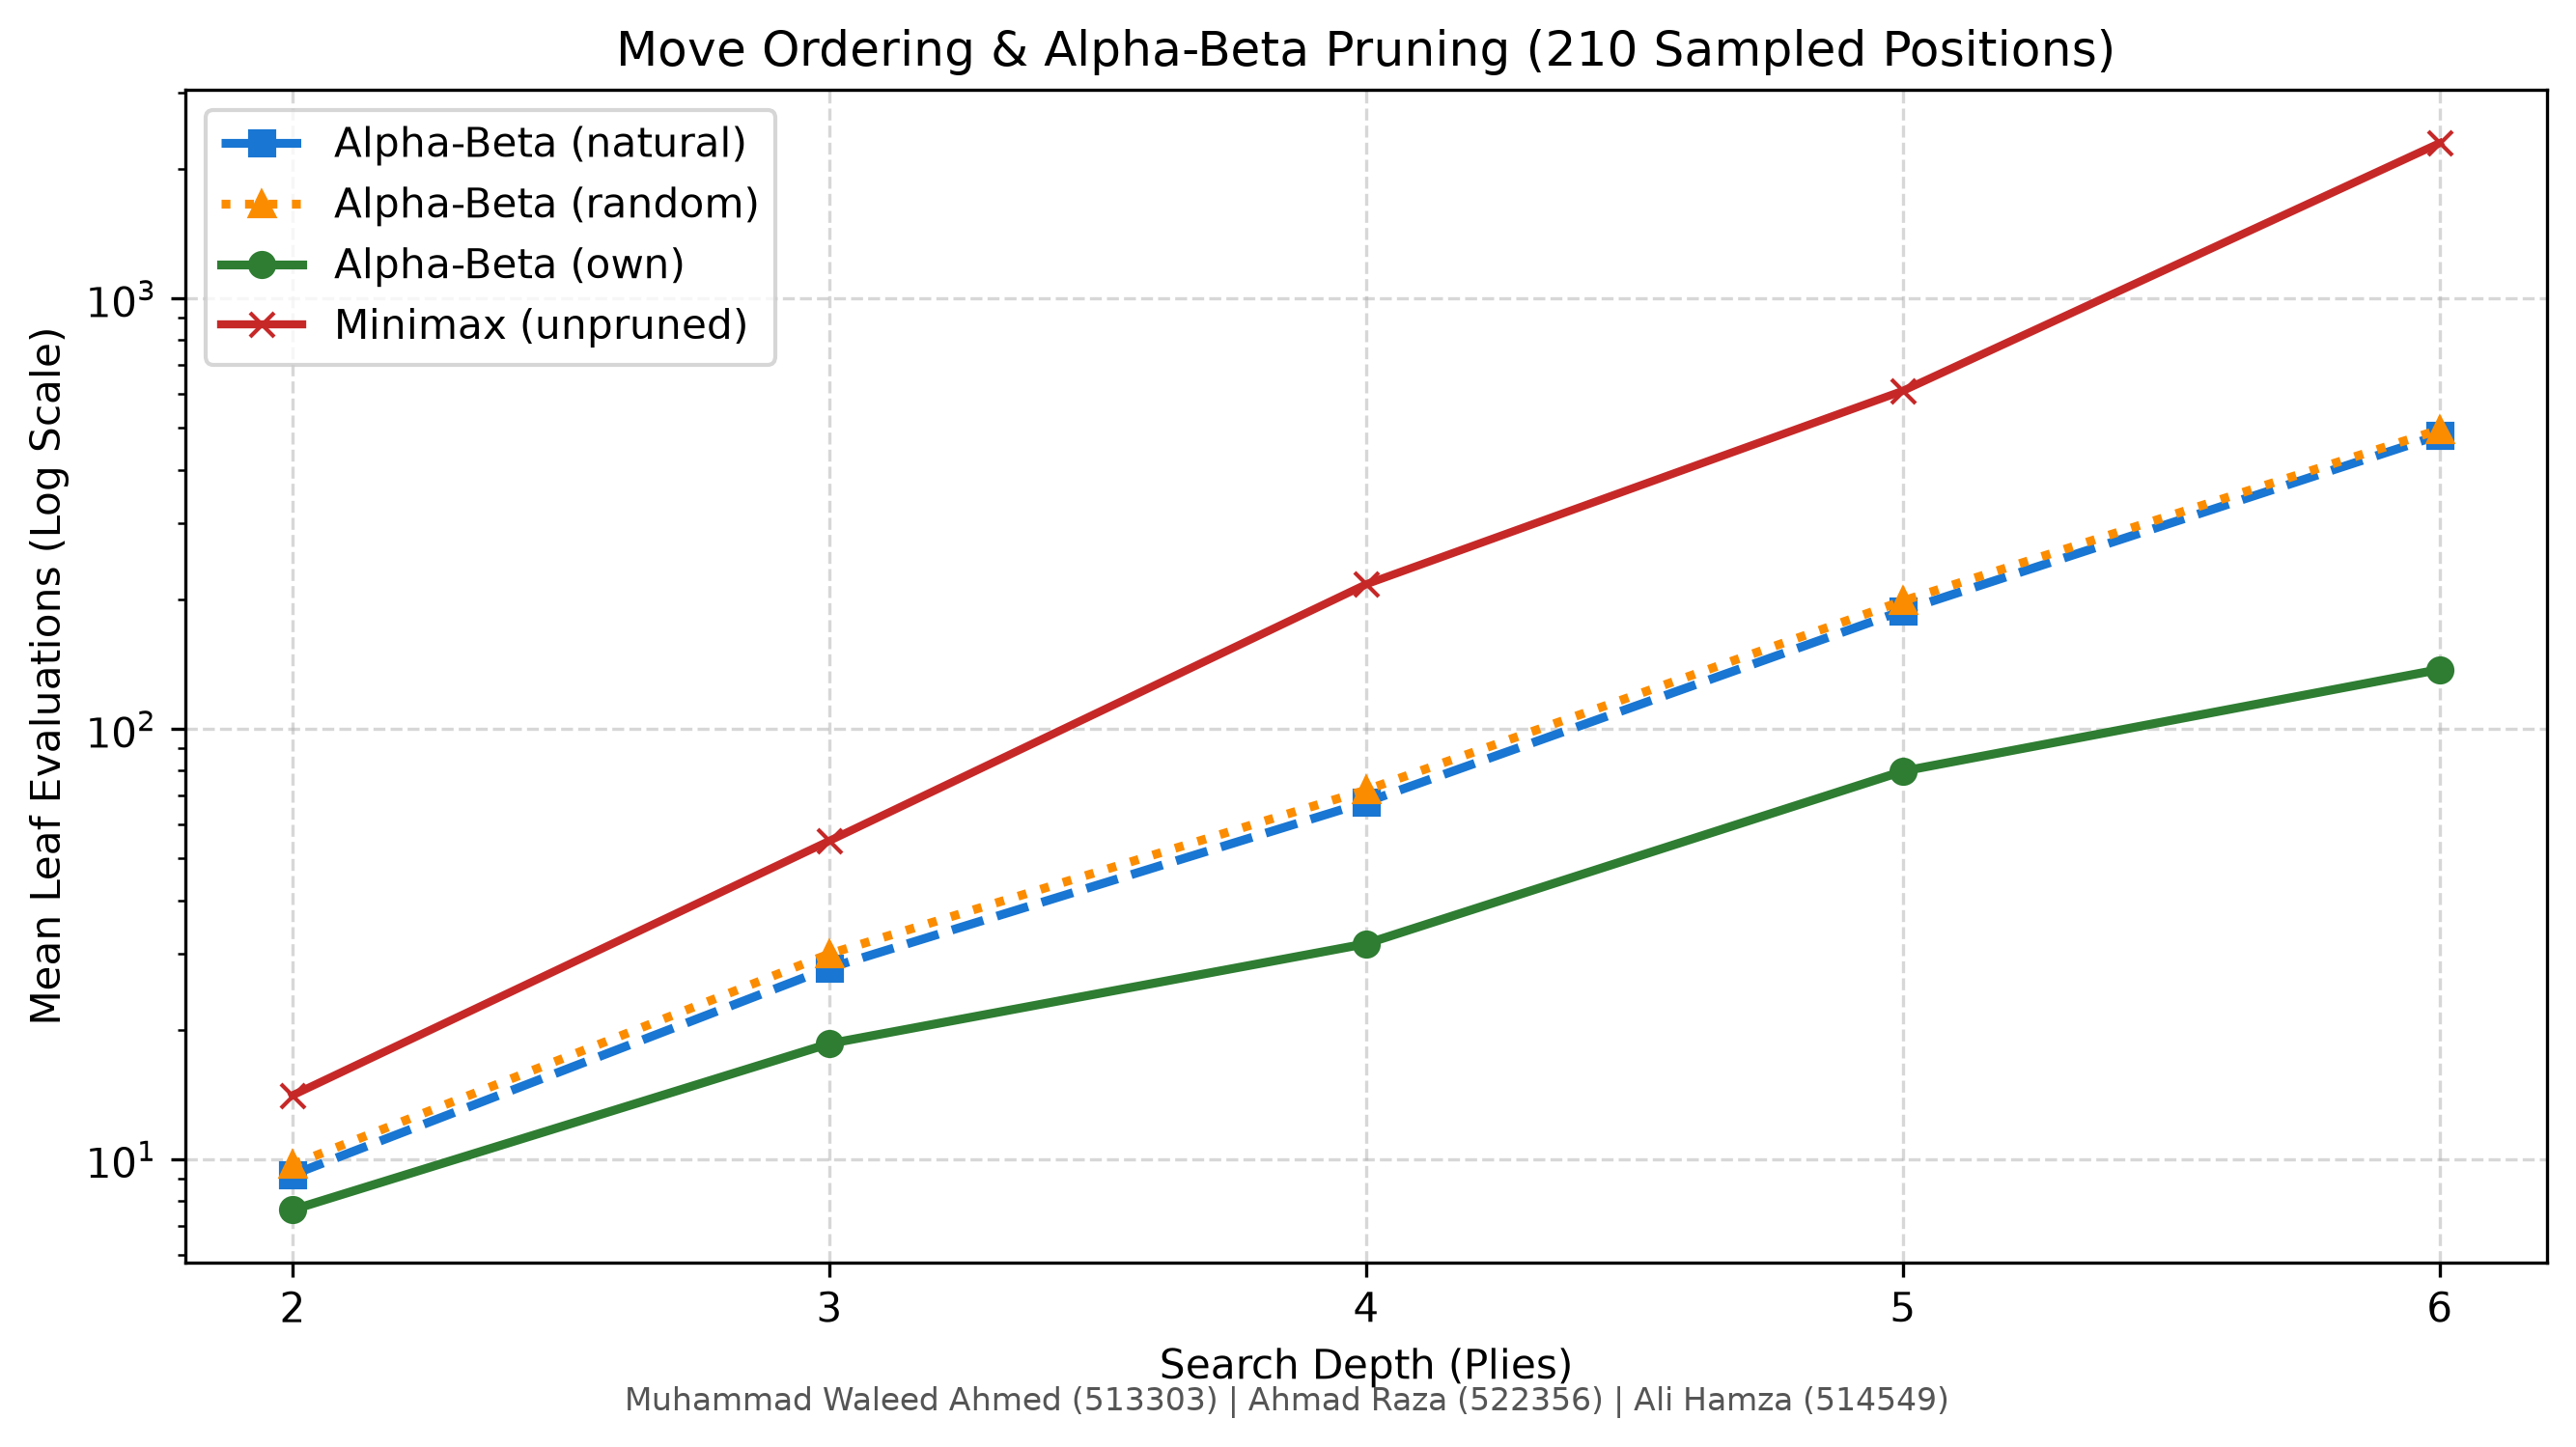 Move Ordering & Alpha-Beta Pruning (210 Sampled Positions)
Alpha-Beta (natural)
Alpha-Beta (random)
Alpha-Beta (own)
Minimax (unpruned)
Mean Leaf Evaluations (Log Scale)
10³
10²
10¹
2 3 4 5 6
Search Depth (Plies)
Muhammad Waleed Ahmed (513303) | Ahmad Raza (522356) | Ali Hamza (514549)